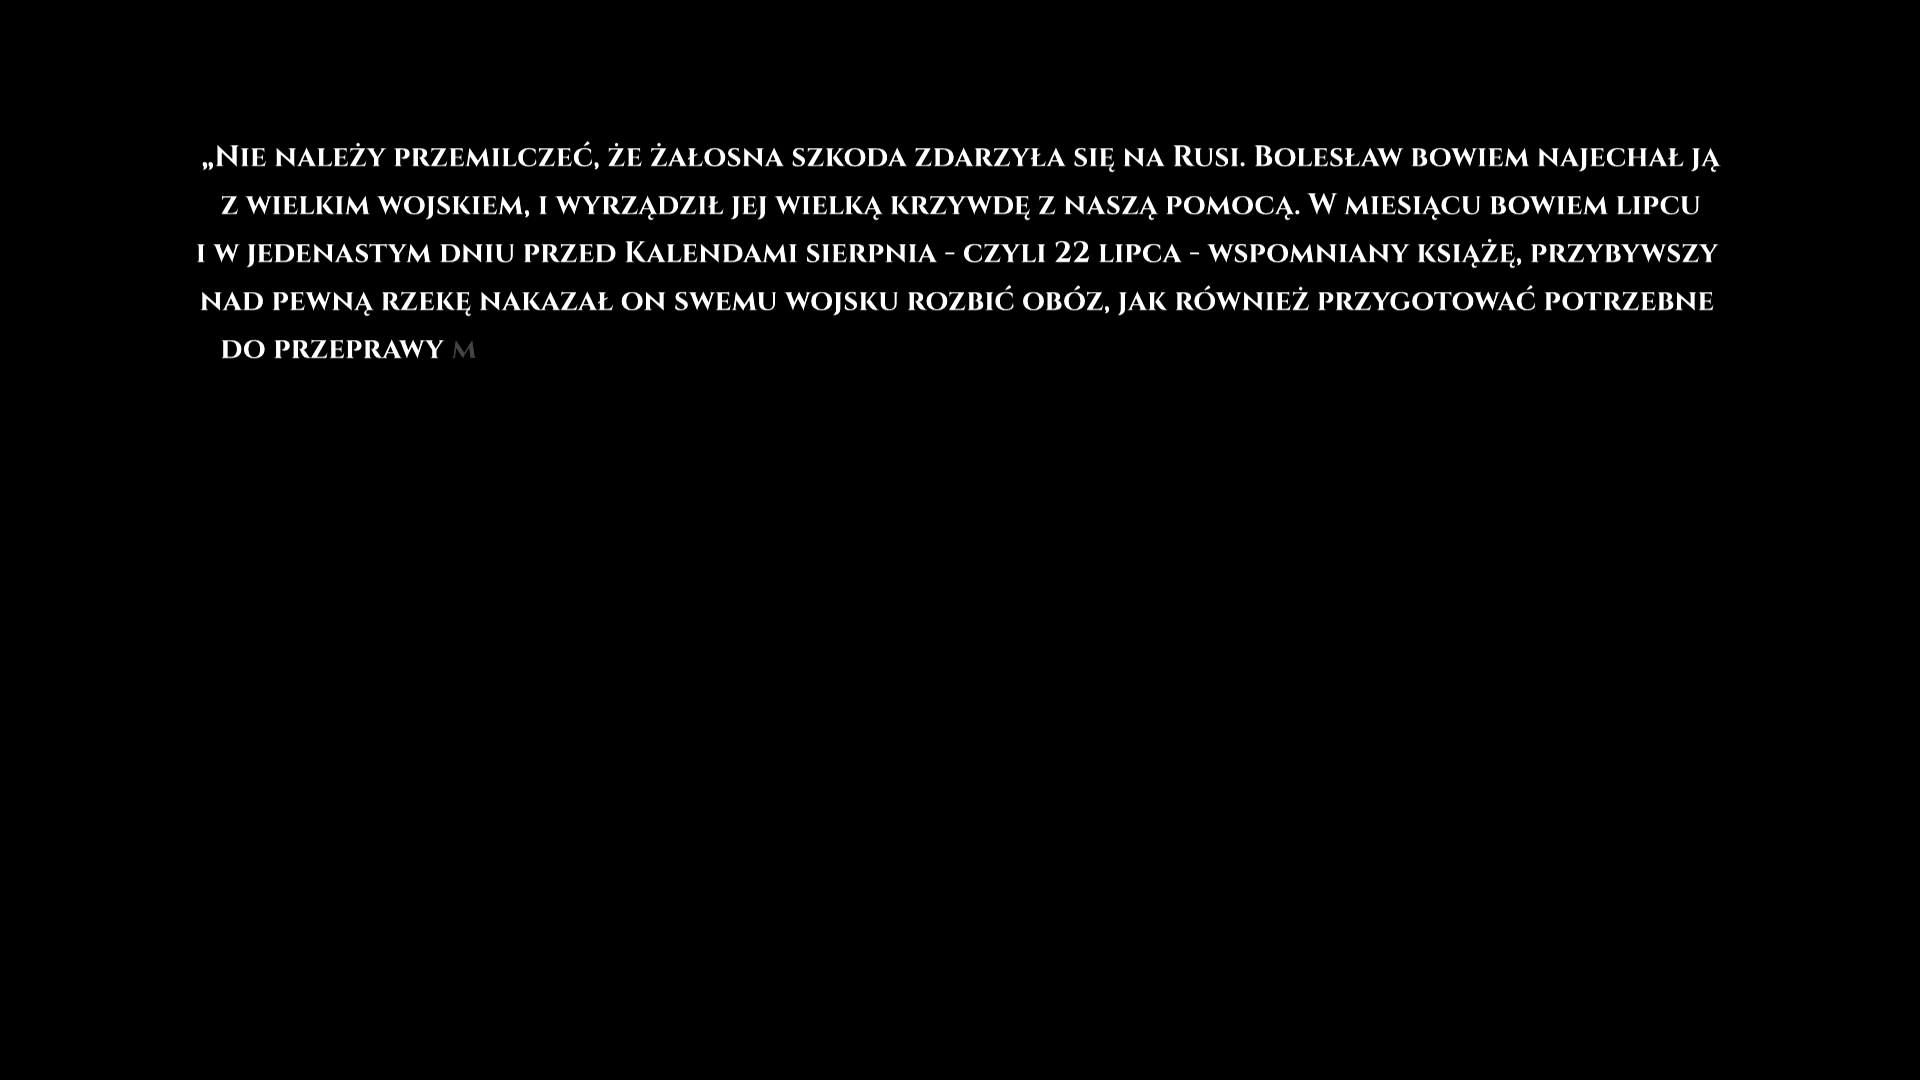 „Nie należy przemilczeć, że żałosna szkoda zdarzyła się na Rusi. Bolesław bowiem najechał ją
z wielkim wojskiem, i wyrządził jej wielką krzywdę z naszą pomocą. W miesiącu bowiem lipcu
i w jedenastym dniu przed Kalendami sierpnia - czyli 22 lipca - wspomniany książę, przybywszy
nad pewną rzekę nakazał on swemu wojsku rozbić obóz, jak również przygotować potrzebne
do przeprawy m